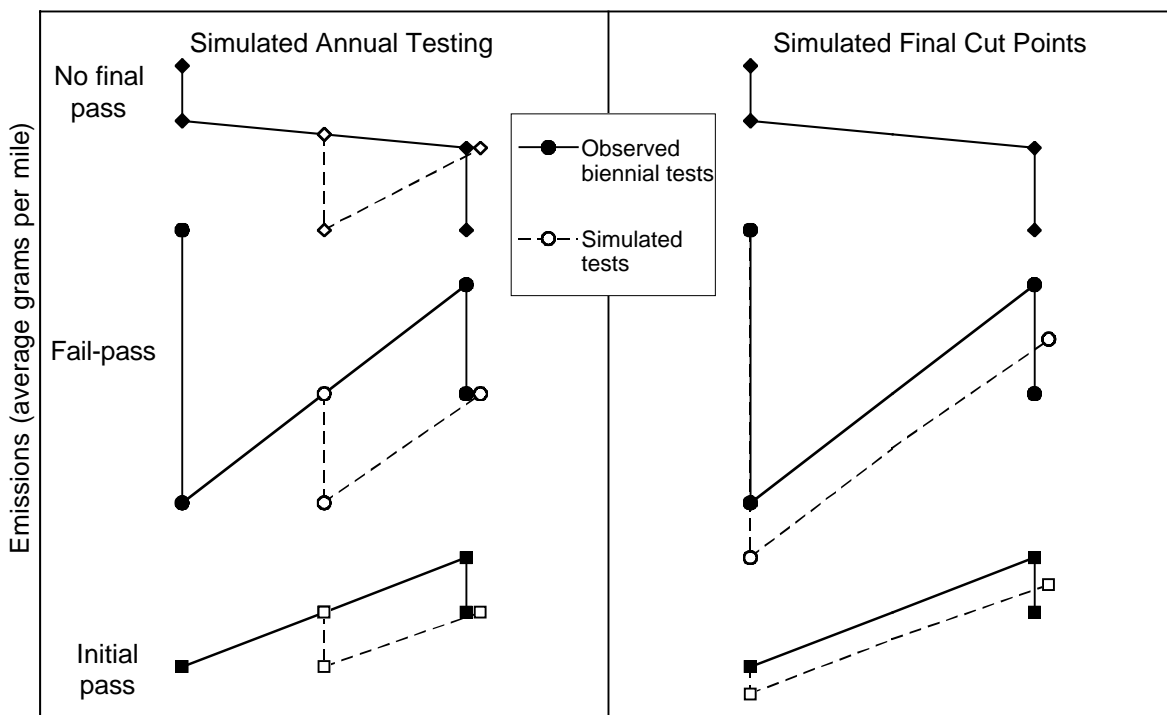 Simulated Annual Testing
Simulated Final Cut Points
No final
pass
Observed
biennial tests
Simulated
tests
Fail-pass
Initial
pass
Emissions (average grams per mile)